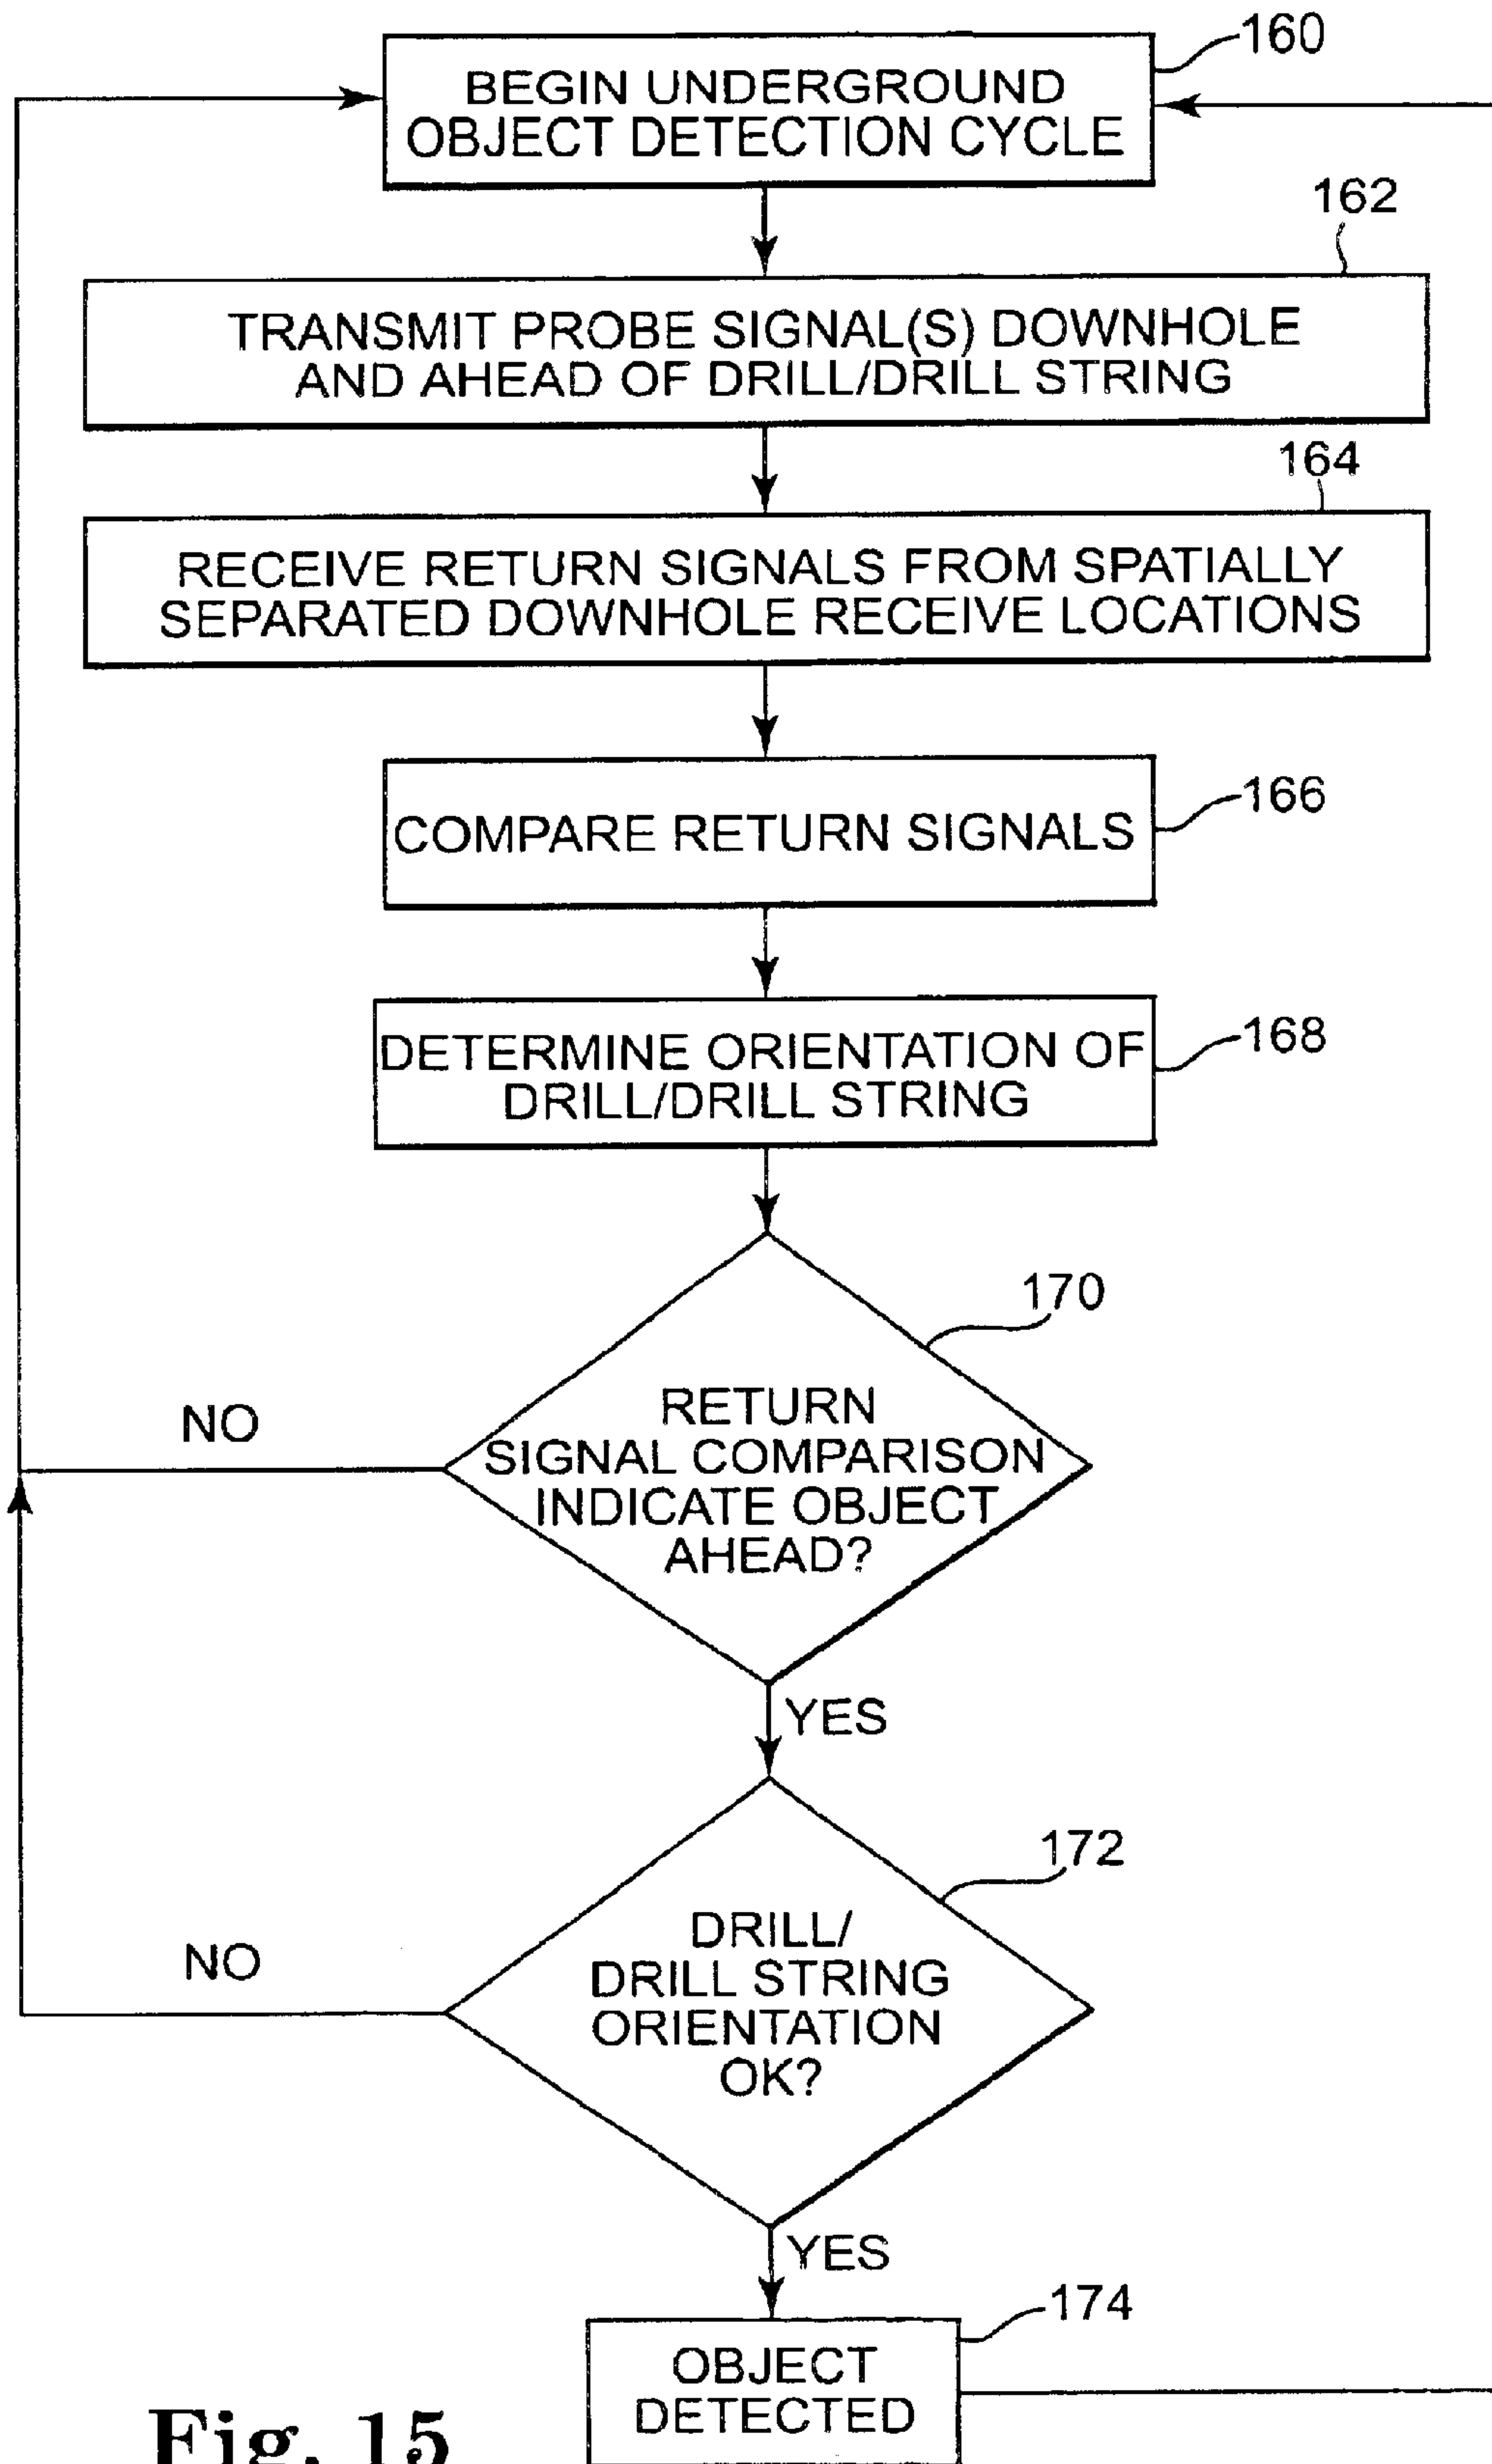 160
BEGIN UNDERGROUND
OBJECT DETECTION CYCLE
162
TRANSMIT PROBE SIGNAL(S) DOWNHOLE
AND AHEAD OF DRILL/DRILL STRING
164
RECEIVE RETURN SIGNALS FROM SPATIALLY
SEPARATED DOWNHOLE RECEIVE LOCATIONS
166
COMPARE RETURN SIGNALS
168
DETERMINE ORIENTATION OF
DRILL/DRILL STRING
170
RETURN
SIGNAL COMPARISON
INDICATE OBJECT
AHEAD?
NO
YES
172
DRILL/
DRILL STRING
ORIENTATION
OK?
NO
YES
174
OBJECT
DETECTED
Fig. 15